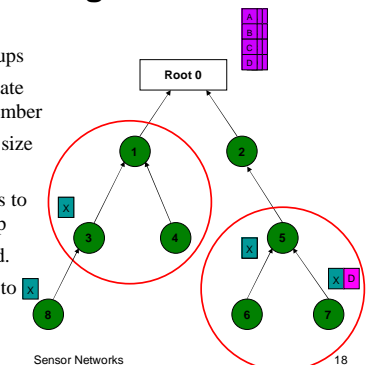 ups
ate
mber
size
s to
p
d.
to
A
B
C
D
Root 0
1
2
X
3
4
X
5
X
X D
8
6
7
Sensor Networks
18